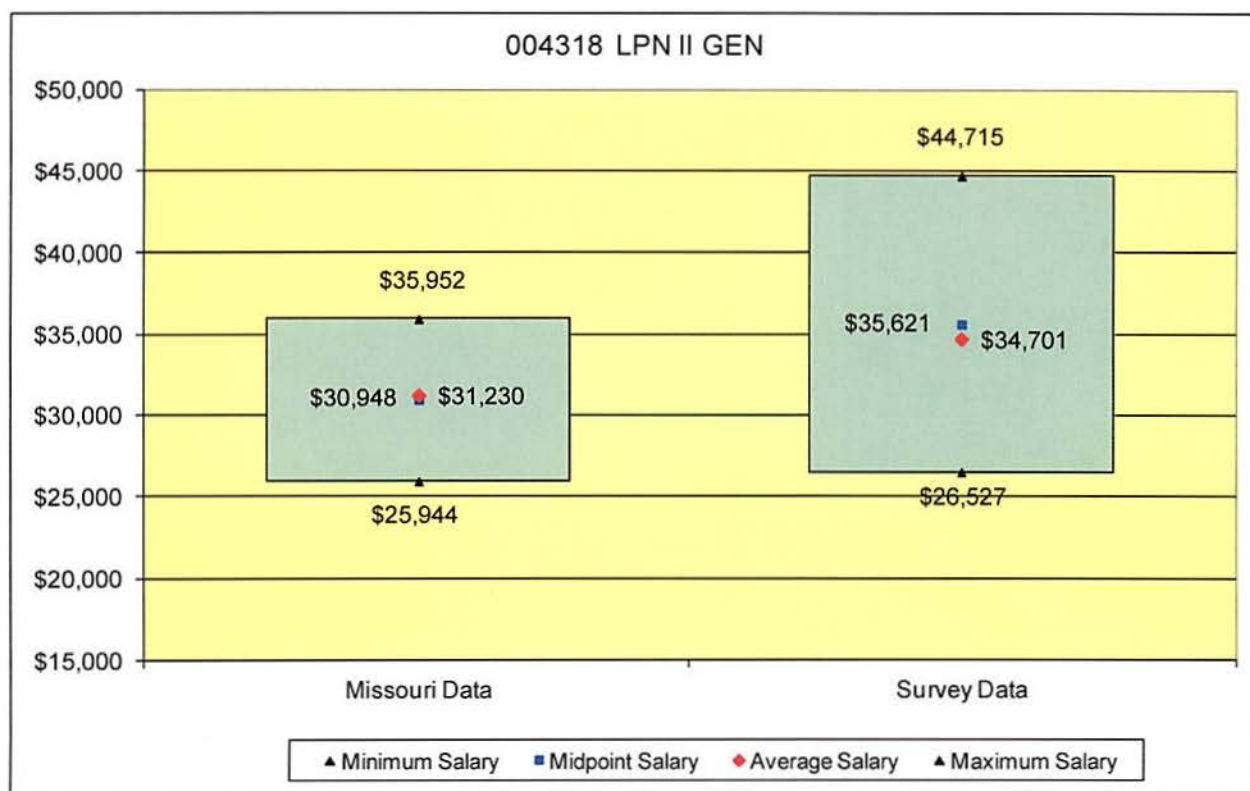 004318 LPN II GEN
$50,000
$45,000
$40,000
$35,000
$30,000
$25,000
$20,000
$15,000
$35,952
$30,948
$31,230
$25,944
$44,715
$35,621
$34,701
$26,527
Missouri Data
Survey Data
Minimum Salary
Midpoint Salary
Average Salary
Maximum Salary